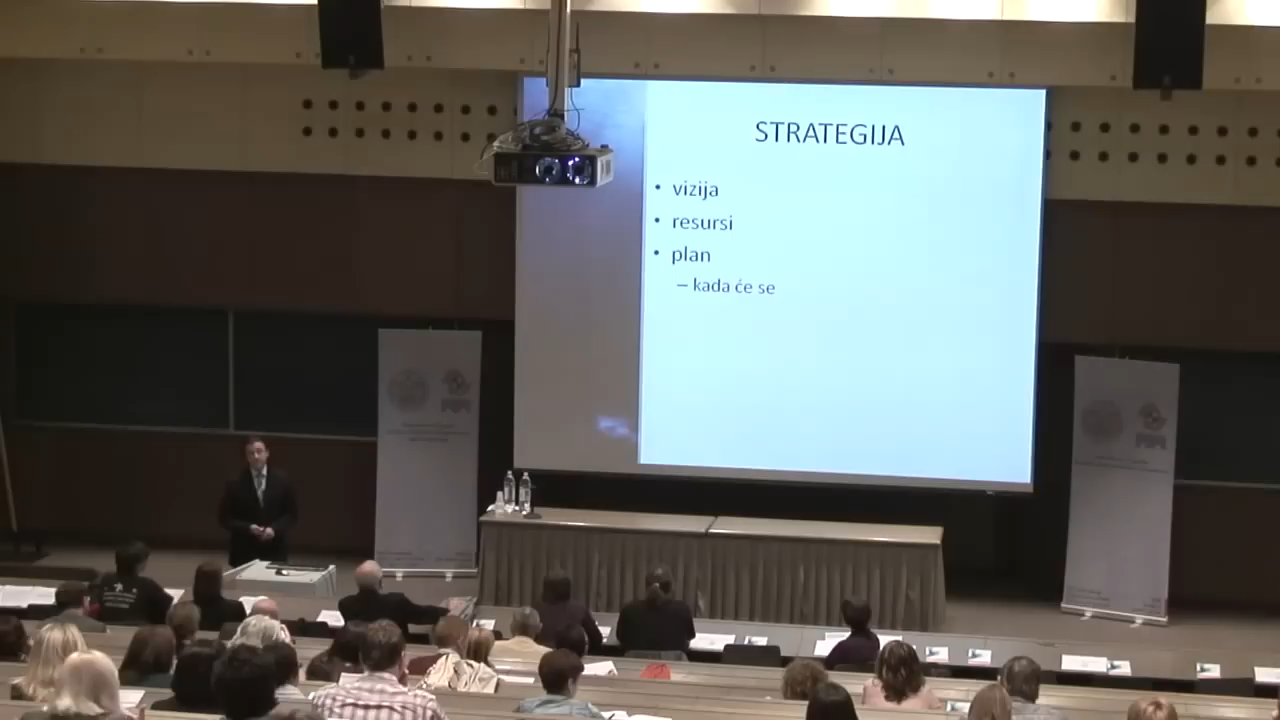 STRATEGIJA
• vizija
• resursi
• plan
– kada će se